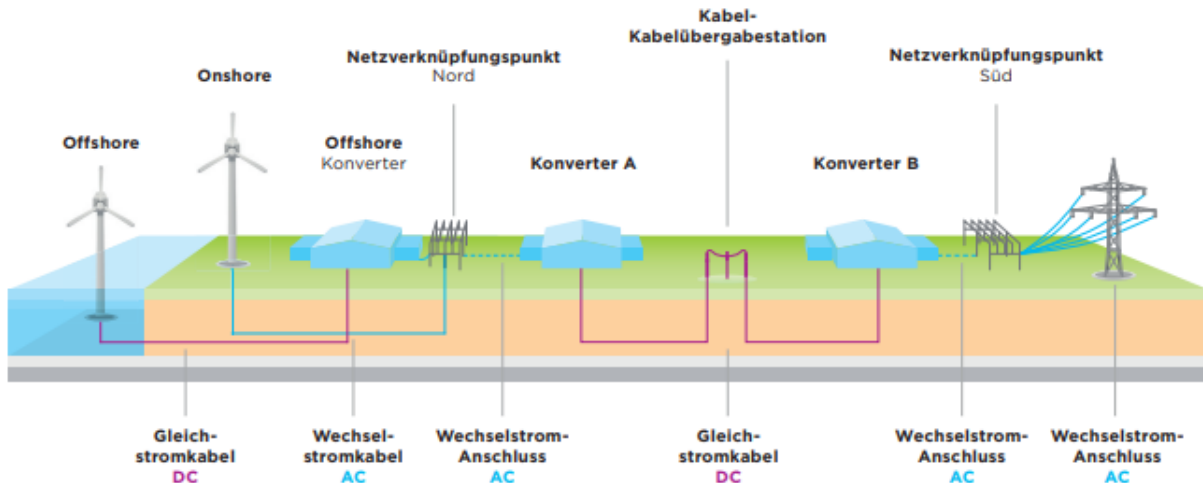 Kabel-
Kabelübergabestation
Netzverknüpfungspunkt
Nord
Netzverknüpfungspunkt
Süd
Onshore
Offshore
Offshore
Konverter
Konverter A
Konverter B
Gleich-
stromkabel
DC
Wechsel-
stromkabel
AC
Wechselstrom-
Anschluss
AC
Gleich-
stromkabel
DC
Wechselstrom-
Anschluss
AC
Wechselstrom-
Anschluss
AC